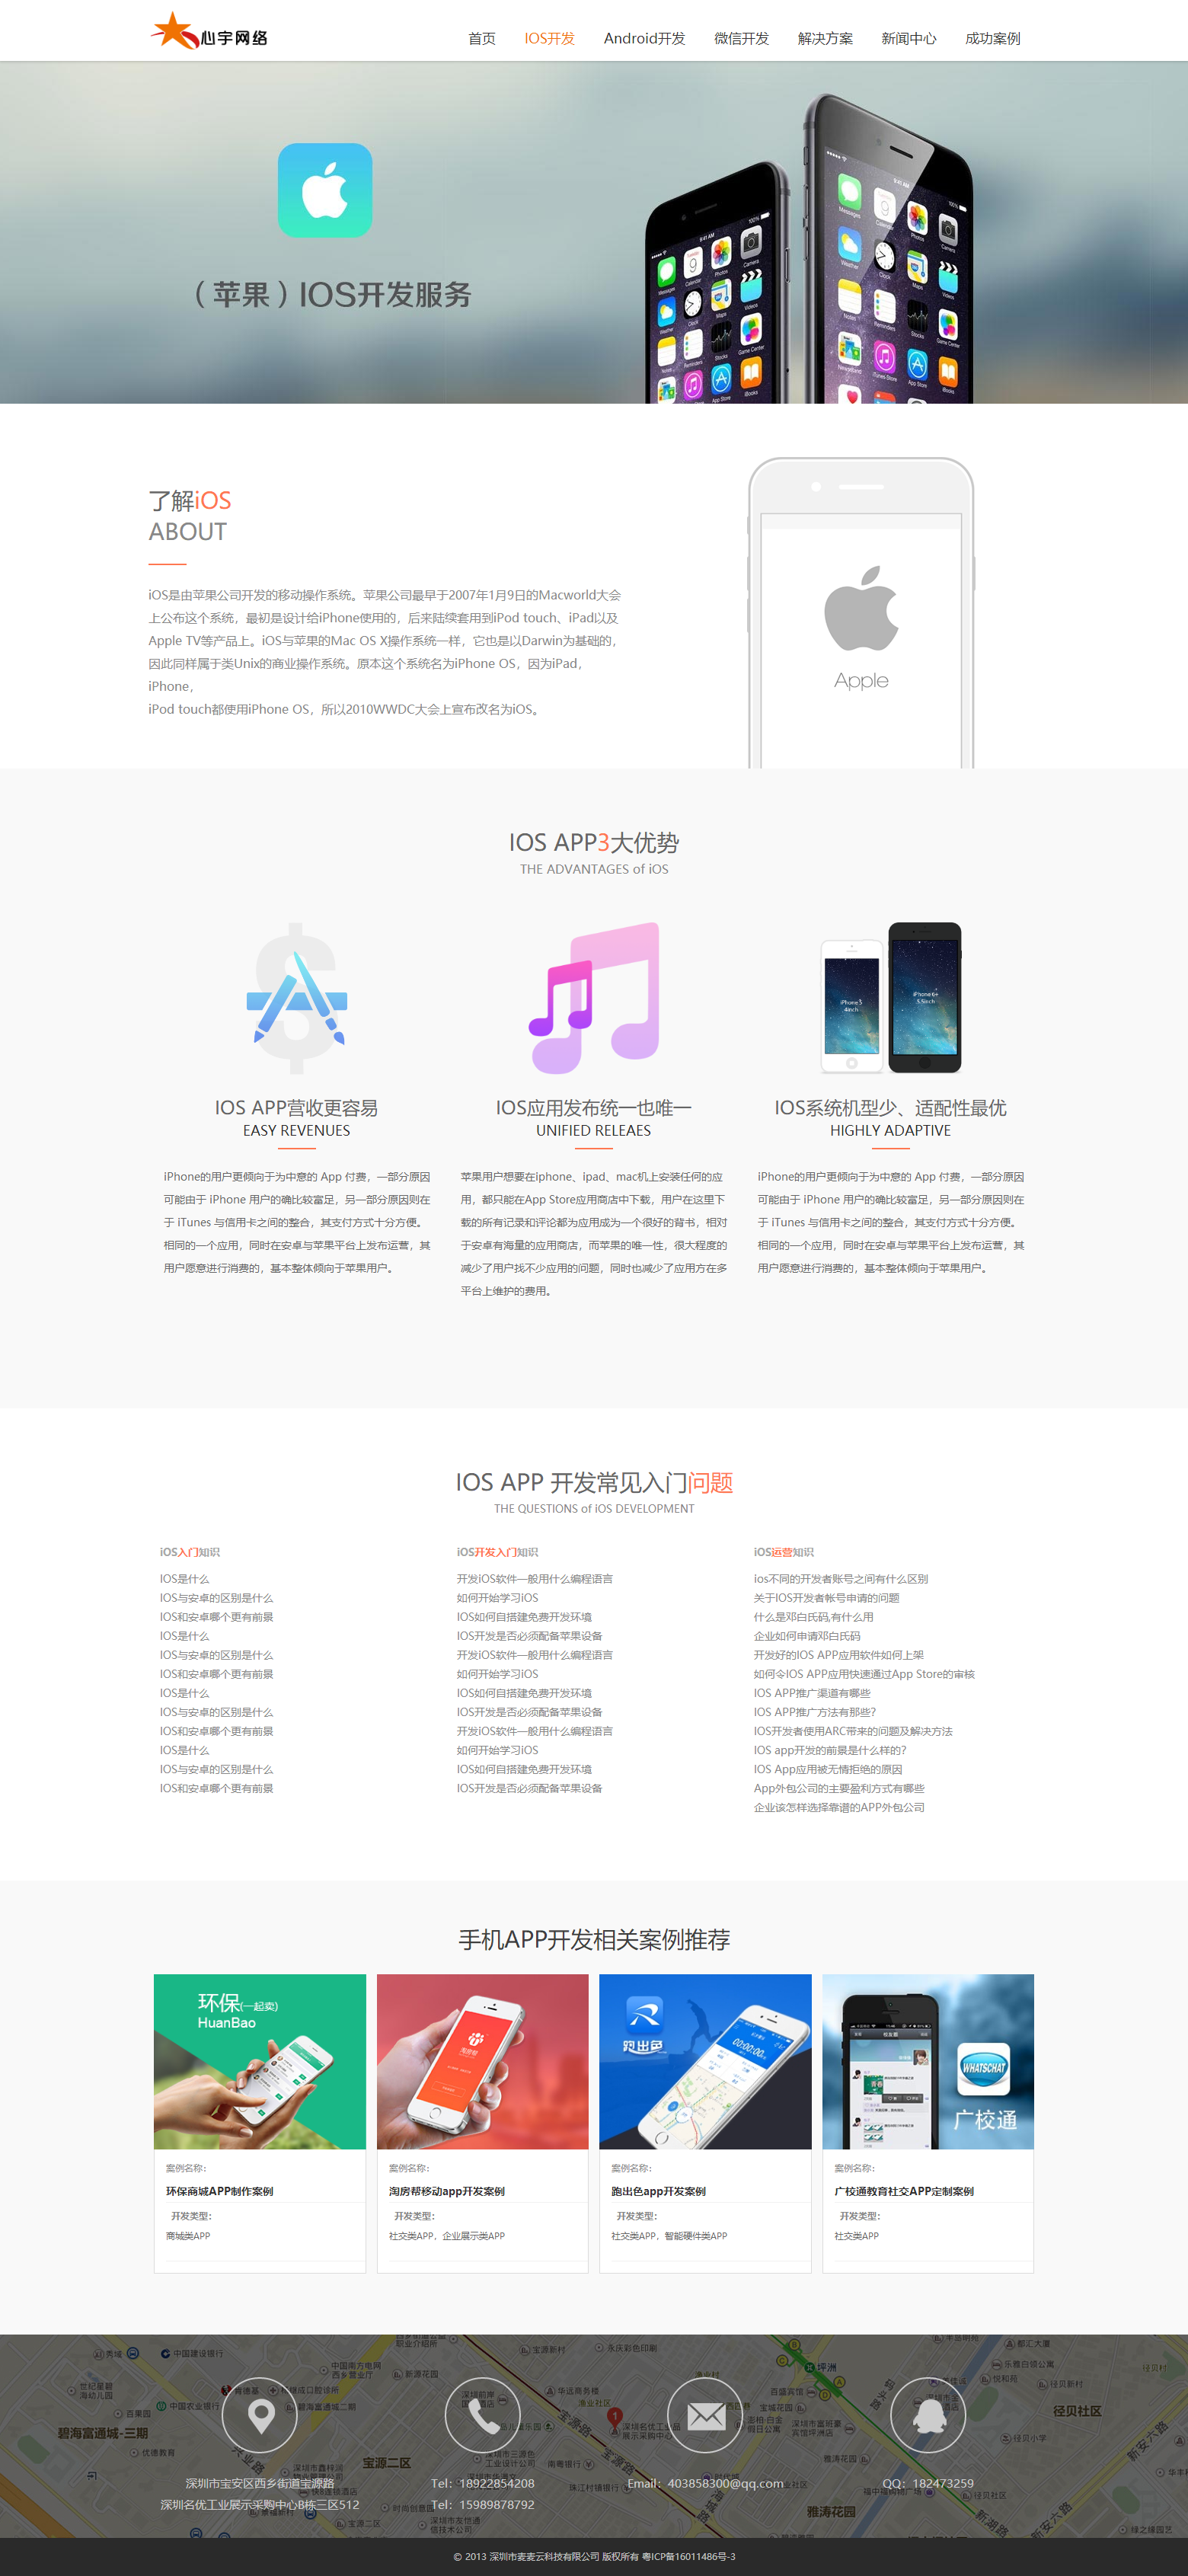 心宇网络
首页 IOS开发 Android开发 微信开发 解决方案 新闻中心 成功案例
（苹果）IOS开发服务
了解iOS
ABOUT
iOS是由苹果公司开发的移动操作系统。苹果公司最早于2007年1月9日的Macworld大会
上公布这个系统，最初是设计给iPhone使用的，后来陆续套用到iPod touch、iPad以及
Apple TV等产品上。iOS与苹果的Mac OS X操作系统一样，它也是以Darwin为基础的，
因此同样属于类Unix的商业操作系统。原本这个系统名为iPhone OS，因为iPad，
iPhone，
iPod touch都使用iPhone OS，所以2010WWDC大会上宣布改名为iOS。
Apple
IOS APP3大优势
THE ADVANTAGES of iOS
IOS APP营收更容易
EASY REVENUES
iPhone的用户更倾向于为中意的 App 付费，一部分原因
可能由于 iPhone 用户的确比较富足，另一部分原因则在
于 iTunes 与信用卡之间的整合，其支付方式十分方便。
相同的一个应用，同时在安卓与苹果平台上发布运营，其
用户愿意进行消费的，基本整体倾向于苹果用户。
IOS应用发布统一也唯一
UNIFIED RELEAES
苹果用户想要在iphone、ipad、mac机上安装任何的应
用，都只能在App Store应用商店中下载，用户在这里下
载的所有记录和评论都为应用成为一个很好的背书，相对
于安卓有海量的应用商店，而苹果的唯一性，很大程度的
减少了用户找不少应用的问题，同时也减少了应用方在多
平台上维护的费用。
IOS系统机型少、适配性最优
HIGHLY ADAPTIVE
iPhone的用户更倾向于为中意的 App 付费，一部分原因
可能由于 iPhone 用户的确比较富足，另一部分原因则在
于 iTunes 与信用卡之间的整合，其支付方式十分方便。
相同的一个应用，同时在安卓与苹果平台上发布运营，其
用户愿意进行消费的，基本整体倾向于苹果用户。
IOS APP 开发常见入门问题
THE QUESTIONS of iOS DEVELOPMENT
iOS入门知识
IOS是什么
IOS与安卓的区别是什么
IOS和安卓哪个更有前景
IOS是什么
IOS与安卓的区别是什么
IOS和安卓哪个更有前景
IOS是什么
IOS与安卓的区别是什么
IOS和安卓哪个更有前景
IOS是什么
IOS与安卓的区别是什么
IOS和安卓哪个更有前景
iOS开发入门知识
开发iOS软件一般用什么编程语言
如何开始学习iOS
IOS如何自搭建免费开发环境
IOS开发是否必须配备苹果设备
开发iOS软件一般用什么编程语言
如何开始学习iOS
IOS如何自搭建免费开发环境
IOS开发是否必须配备苹果设备
开发iOS软件一般用什么编程语言
如何开始学习iOS
IOS如何自搭建免费开发环境
IOS开发是否必须配备苹果设备
iOS运营知识
ios不同的开发者账号之间有什么区别
关于IOS开发者帐号申请的问题
什么是邓白氏码,有什么用
企业如何申请邓白氏码
开发好的IOS APP应用软件如何上架
如何令IOS APP应用快速通过App Store的审核
IOS APP推广渠道有哪些
IOS APP推广方法有那些?
IOS开发者使用ARC带来的问题及解决方法
IOS app开发的前景是什么样的?
IOS App应用被无情拒绝的原因
App外包公司的主要盈利方式有哪些
企业该怎样选择靠谱的APP外包公司
手机APP开发相关案例推荐
环保(一起卖)
HuanBao
案例名称：
环保商城APP制作案例
开发类型：
商城类APP
案例名称：
淘房帮移动app开发案例
开发类型：
社交类APP，企业展示类APP
跑出色
案例名称：
跑出色app开发案例
开发类型：
社交类APP，智能硬件类APP
WHATSCHAT
广校通
案例名称：
广校通教育社交APP定制案例
开发类型：
社交类APP
深圳市宝安区西乡街道宝源路
深圳名优工业展示采购中心B栋三区512
Tel：18922854208
Tel：15989878792
Email：403858300@qq.com
QQ：182473259
© 2013 深圳市麦麦云科技有限公司 版权所有 粤ICP备16011486号-3